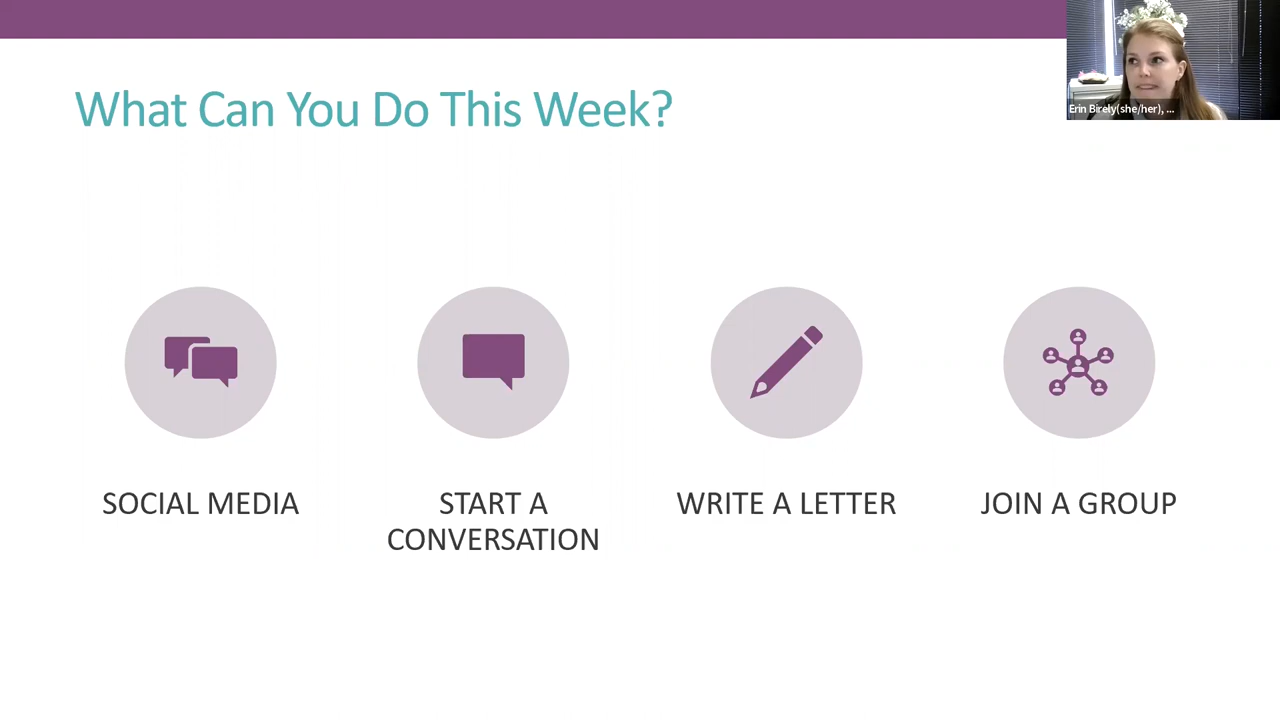 What Can You Do This Week?
Erin Birely(she/her), ...
SOCIAL MEDIA
START A
CONVERSATION
WRITE A LETTER
JOIN A GROUP